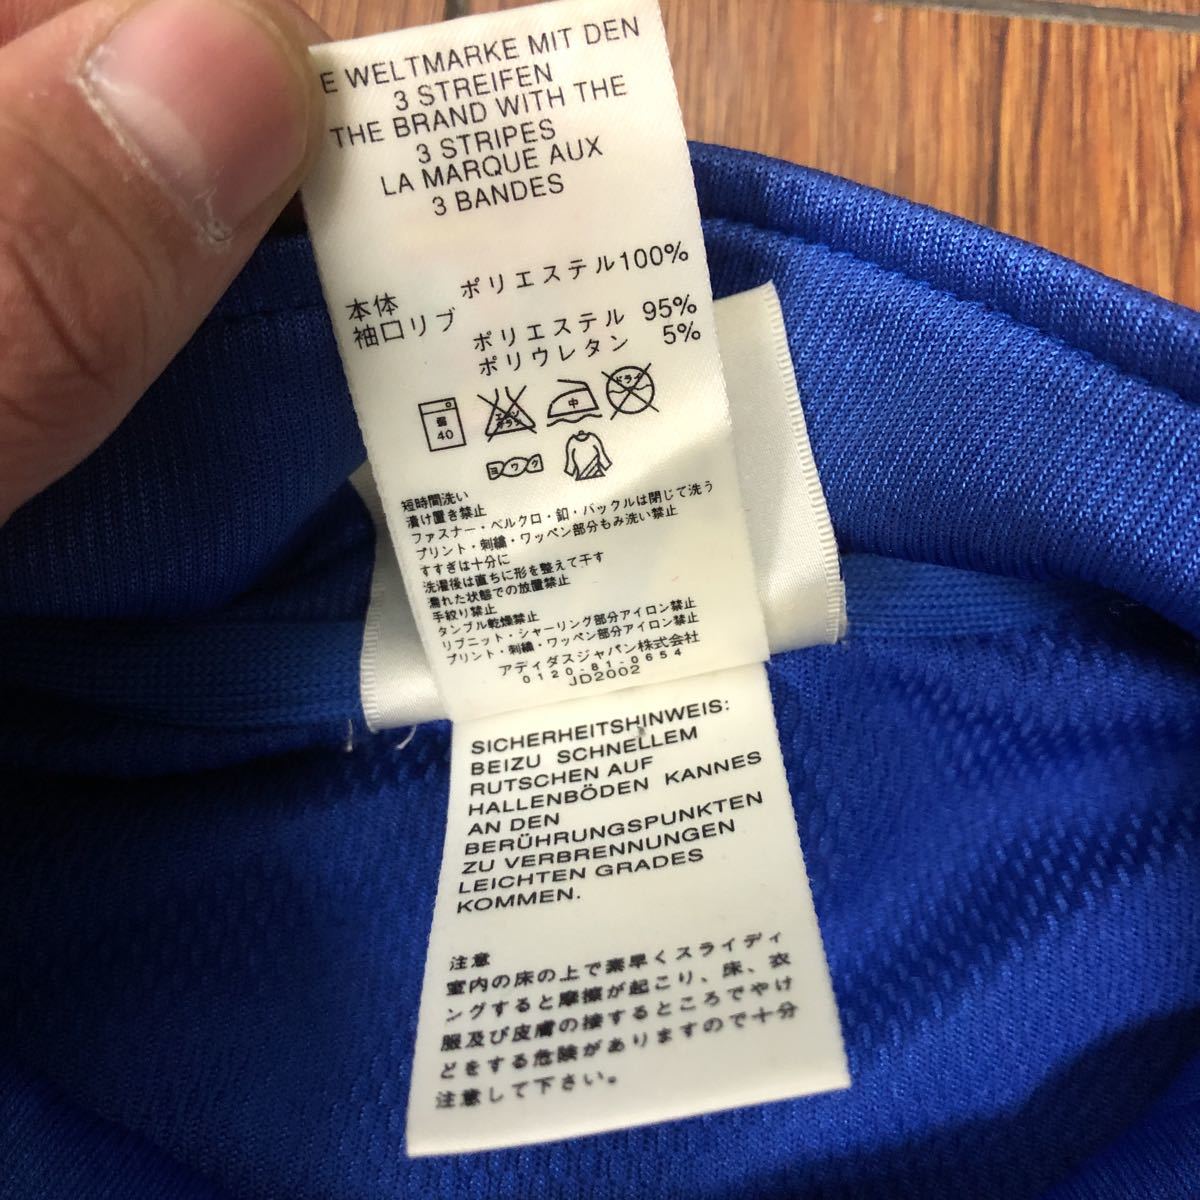 E WELTMARKE MIT DEN
3 STREIFEN
THE BRAND WITH THE
3 STRIPES
LA MARQUE AUX
3 BANDES
本体 ポリエステル100%
袖口リブ ポリエステル 95%
ポリウレタン 5%
弱 40 エンソ サラシ 中 ドライ
ヨワク
短時間洗い
漬け置き禁止
ファスナー・ベルクロ・釦・バックルは閉じて洗う
プリント・刺繍・ワッペン部分もみ洗い禁止
すすぎは十分に
洗濯後は直ちに形を整えて干す
濡れた状態での放置禁止
手絞り禁止
タンブル乾燥禁止
リブニット・シャーリング部分アイロン禁止
プリント・刺繍・ワッペン部分アイロン禁止
アディダスジャパン株式会社
0120-81-0654
JD2002
SICHERHEITSHINWEIS:
BEIZU SCHNELLEM
RUTSCHEN AUF
HALLENBÖDEN KANNES
AN DEN
BERÜHRUNGSPUNKTEN
ZU VERBRENNUNGEN
LEICHTEN GRADES
KOMMEN.
注意
室内の床の上で素早くスライディ
ングすると摩擦が起こり、床、衣
服及び皮膚の接するところでやけ
どをする危険がありますので十分
注意して下さい。